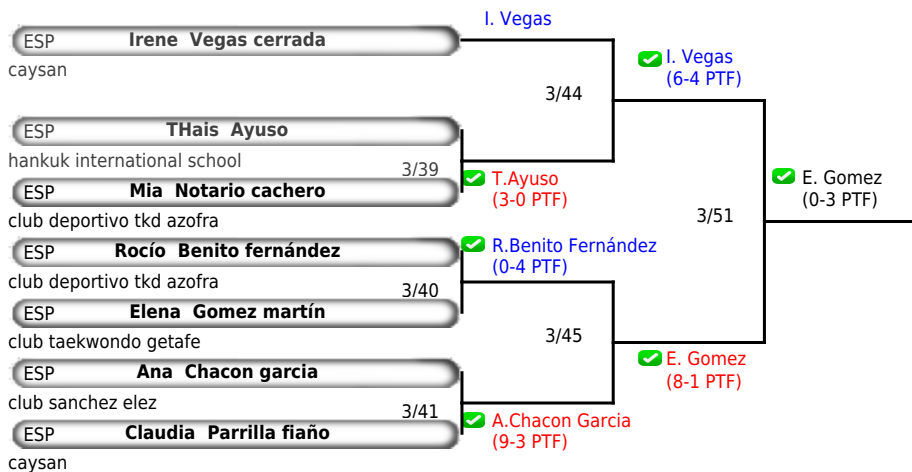 I. Vegas
ESP Irene Vegas cerrada
caysan
I. Vegas
(6-4 PTF)
3/44
ESP THais Ayuso
hankuk international school
3/39
ESP Mia Notario cachero
T.Ayuso
(3-0 PTF)
club deportivo tkd azofra
E. Gomez
(0-3 PTF)
3/51
ESP Rocío Benito fernández
R.Benito Fernández
(0-4 PTF)
club deportivo tkd azofra
3/40
ESP Elena Gomez martín
club taekwondo getafe
3/45
E. Gomez
(8-1 PTF)
ESP Ana Chacon garcia
club sanchez elez
3/41
ESP Claudia Parrilla fiaño
A.Chacon Garcia
(9-3 PTF)
caysan